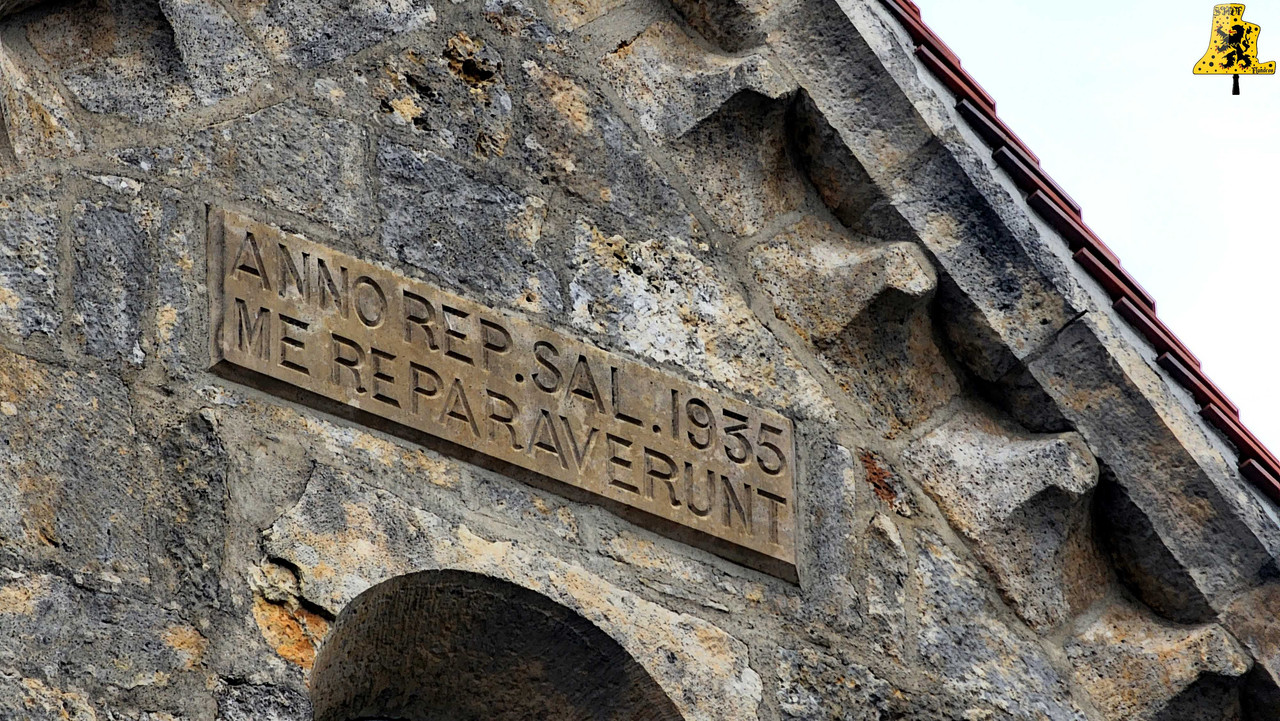 ANNO REP. SAL. 1935
ME REPARAVERUNT